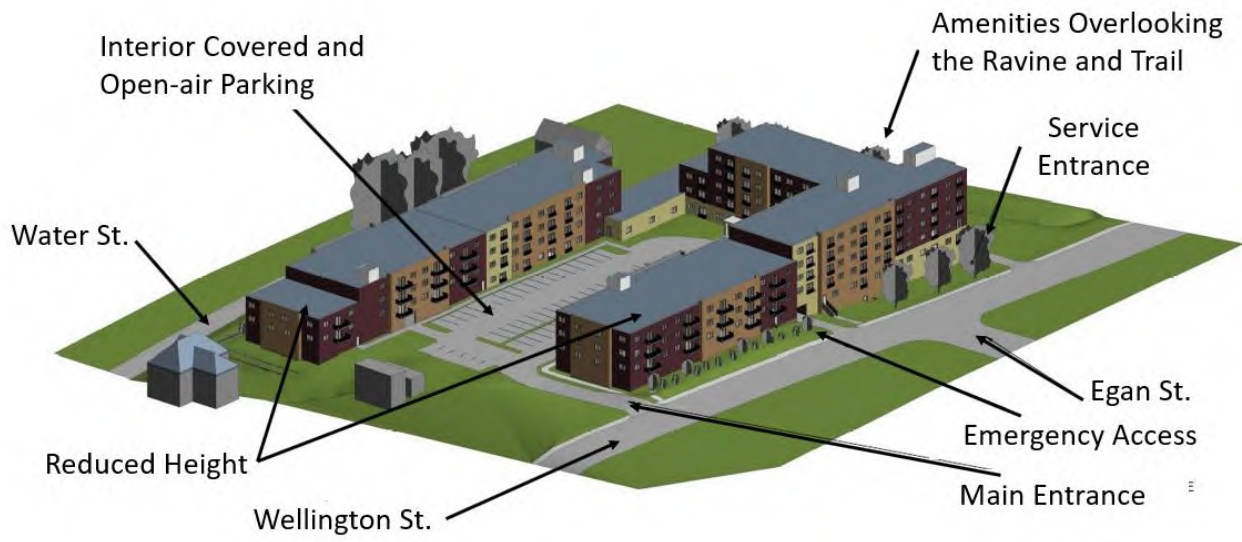 Interior Covered and
Open-air Parking
Amenities Overlooking
the Ravine and Trail
Service
Entrance
Water St.
Egan St.
Emergency Access
Reduced Height
Main Entrance
Wellington St.